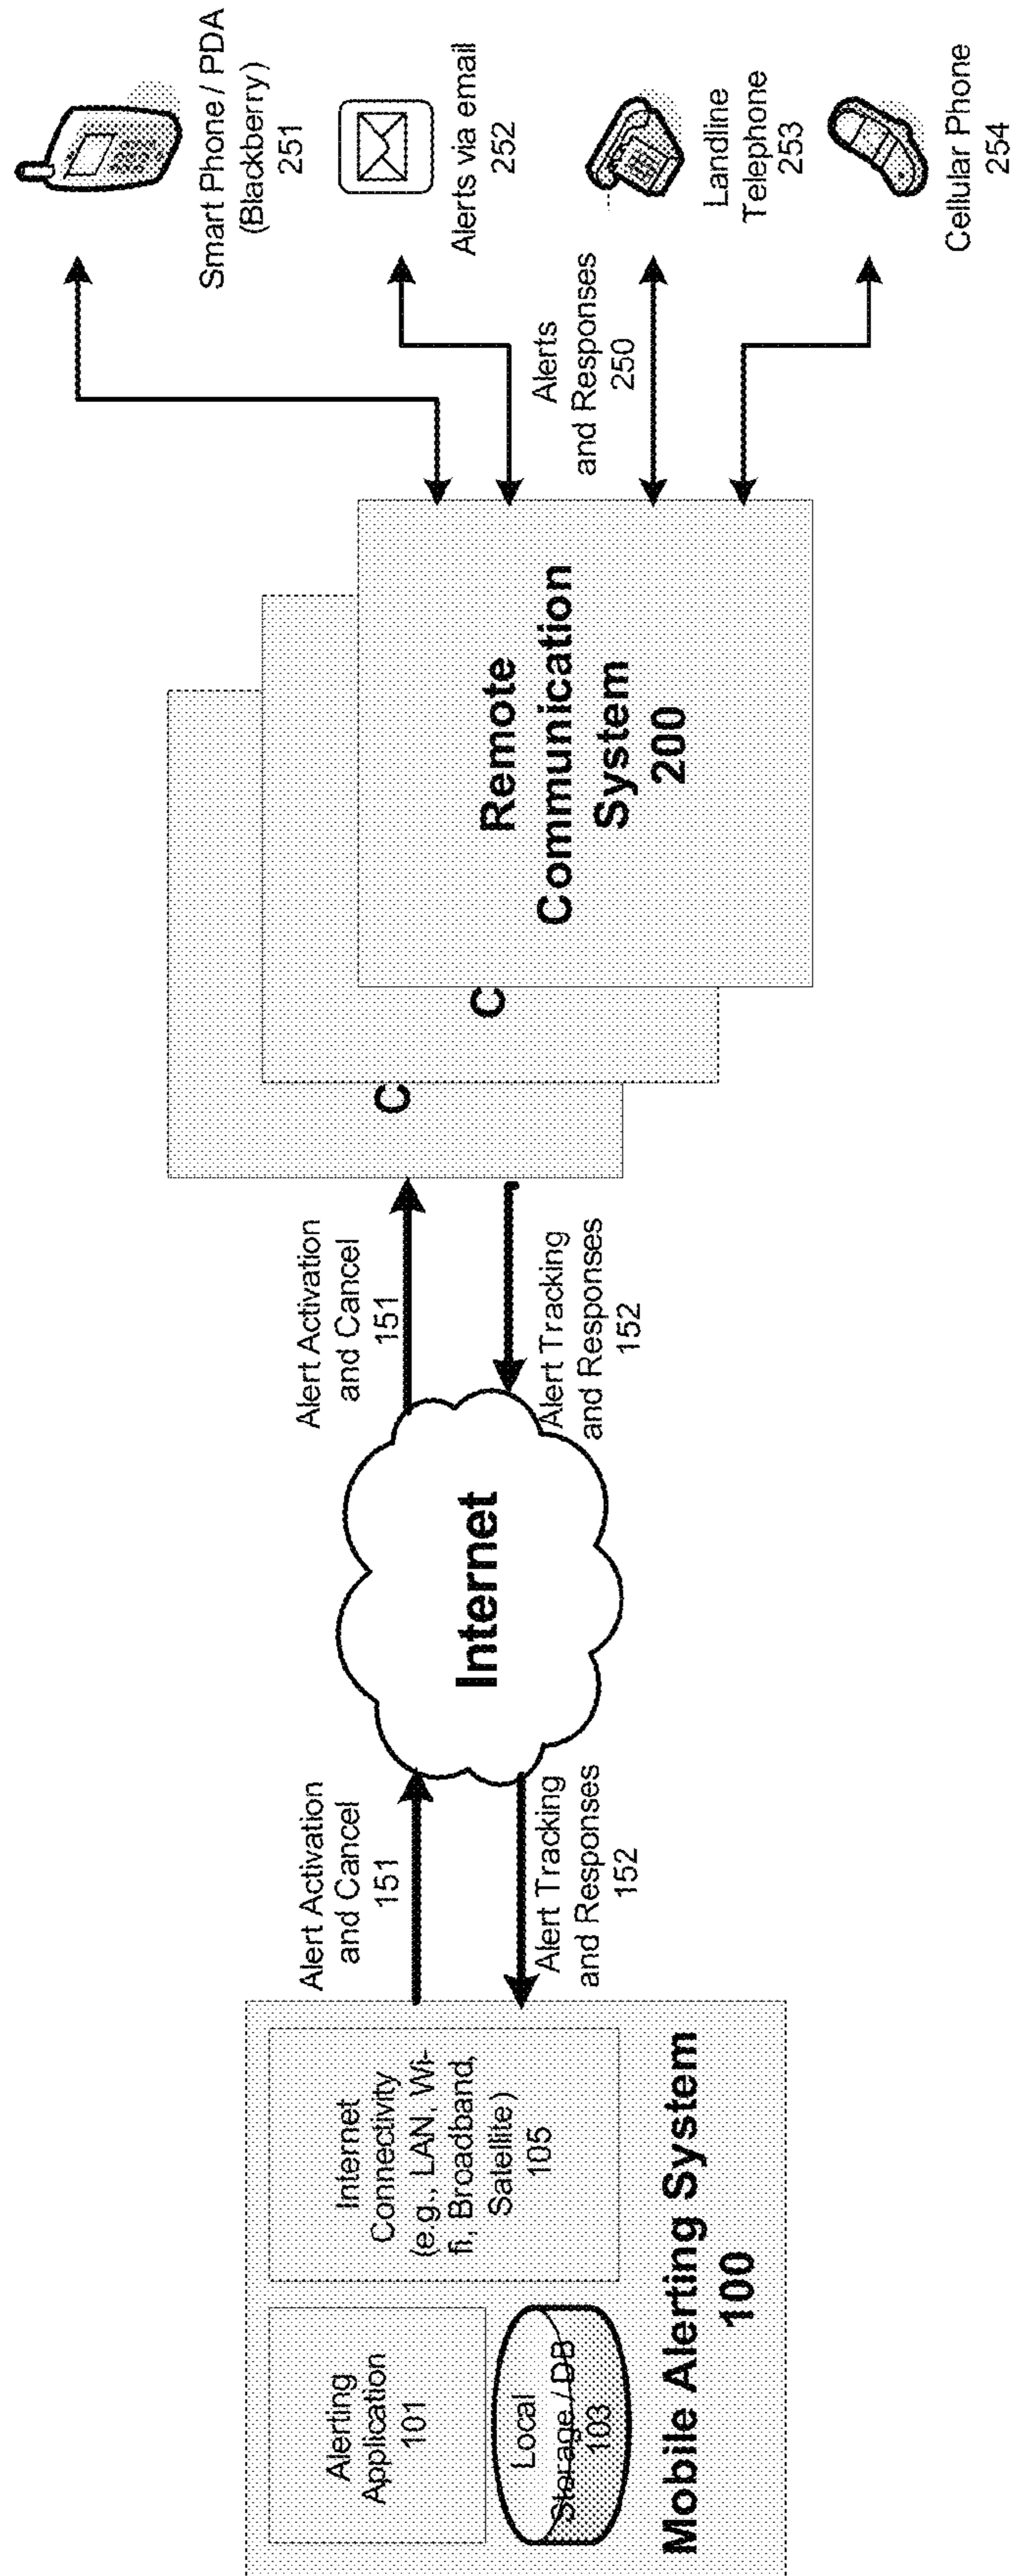 Alerting
Application
101
Local
Storage / DB
103
Internet
Connectivity
(e.g., LAN, Wi-
fi, Broadband,
Satellite)
105
Mobile Alerting System
100
Alert Activation
and Cancel
151
Alert Tracking
and Responses
152
Internet
Alert Activation
and Cancel
151
Alert Tracking
and Responses
152
C
C
Remote
Communication
System
200
Alerts
and Responses
250
Smart Phone / PDA
(Blackberry)
251
Alerts via email
252
Landline
Telephone
253
Cellular Phone
254